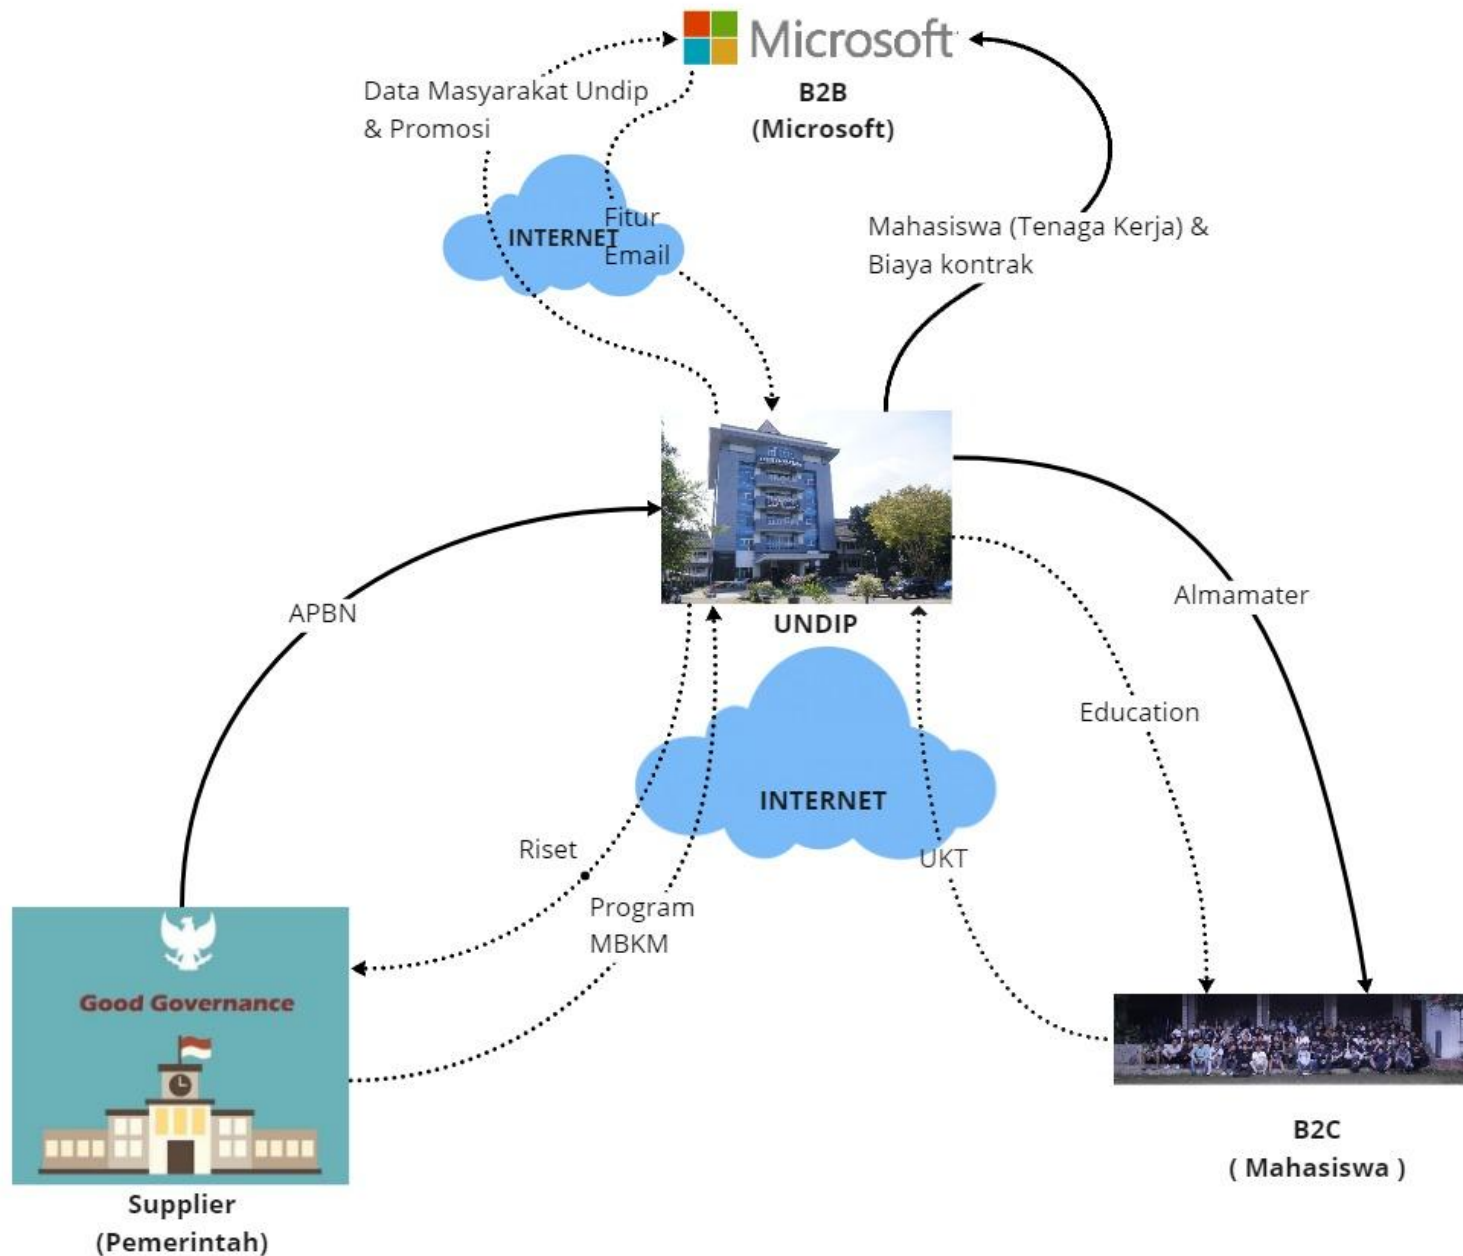 Microsoft
B2B
(Microsoft)
Data Masyarakat Undip
& Promosi
INTERNET
Fitur
Email
Mahasiswa (Tenaga Kerja) &
Biaya kontrak
APBN
UNDIP
Almamater
Education
INTERNET
Riset
UKT
Program
MBKM
Good Governance
Supplier
(Pemerintah)
B2C
( Mahasiswa )